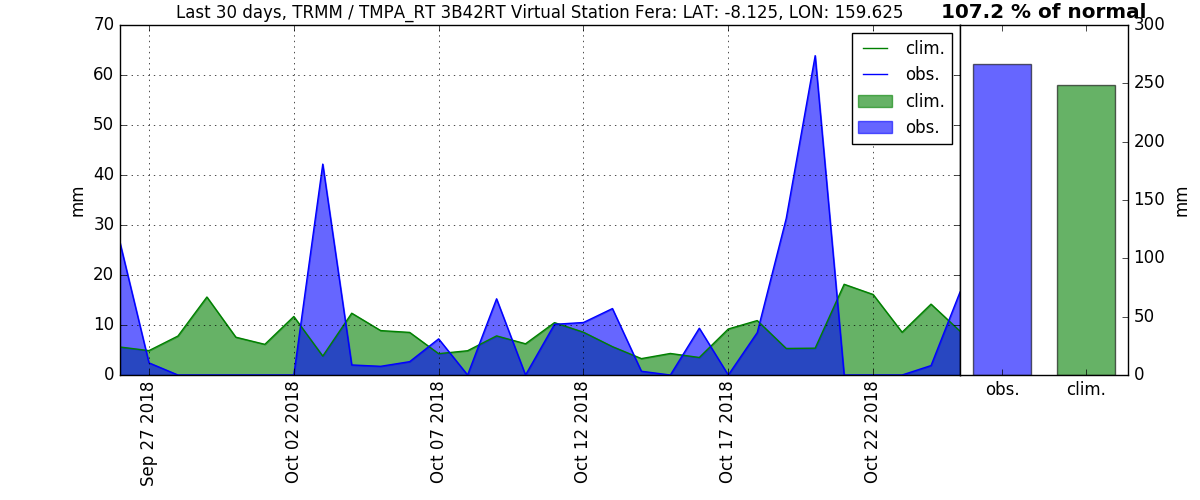 Last 30 days, TRMM / TMPA_RT 3B42RT Virtual Station Fera: LAT: -8.125, LON: 159.625
107.2 % of normal
70
60
50
40
30
20
10
0
mm
clim.
obs.
clim.
obs.
Sep 27 2018
Oct 02 2018
Oct 07 2018
Oct 12 2018
Oct 17 2018
Oct 22 2018
300
250
200
150
100
50
0
mm
obs.
clim.